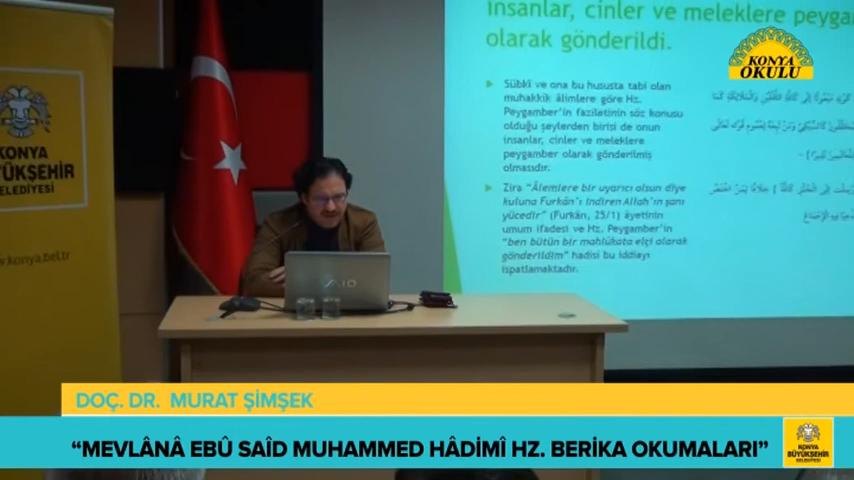 insanlar, cinler ve meleklere peygam
olarak gönderildi.
KONYA
OKULU
Sübkî ve ona bu hususta tabi olan
muhakkik âlimlere göre Hz.
Peygamber'in faziletinin söz konusu
olduğu şeylerden birisi de onun
insanlar, cinler ve meleklere
peygamber olarak gönderilmiş
olmasıdır.
Zira "Âlemlere bir uyarıcı olsun diye
kuluna Furkân'ı indiren Allah'ın şanı
yücedir" (Furkân, 25/1) âyetinin
umum ifadesi ve Hz. Peygamber'in
"ben bütün bir mahlûkata elçi olarak
gönderildim" hadisi bu iddiayı
ispatlamaktadır.
KONYA
BÜYÜKŞEHİR
BELEDİYESİ
www.konya.bel.tr
VAIO
DOÇ. DR. MURAT ŞİMŞEK
"MEVLÂNÂ EBÛ SAÎD MUHAMMED HÂDİMÎ HZ. BERİKA OKUMALARI"
KONYA
BÜYÜKŞEHİR
BELEDİYESİ